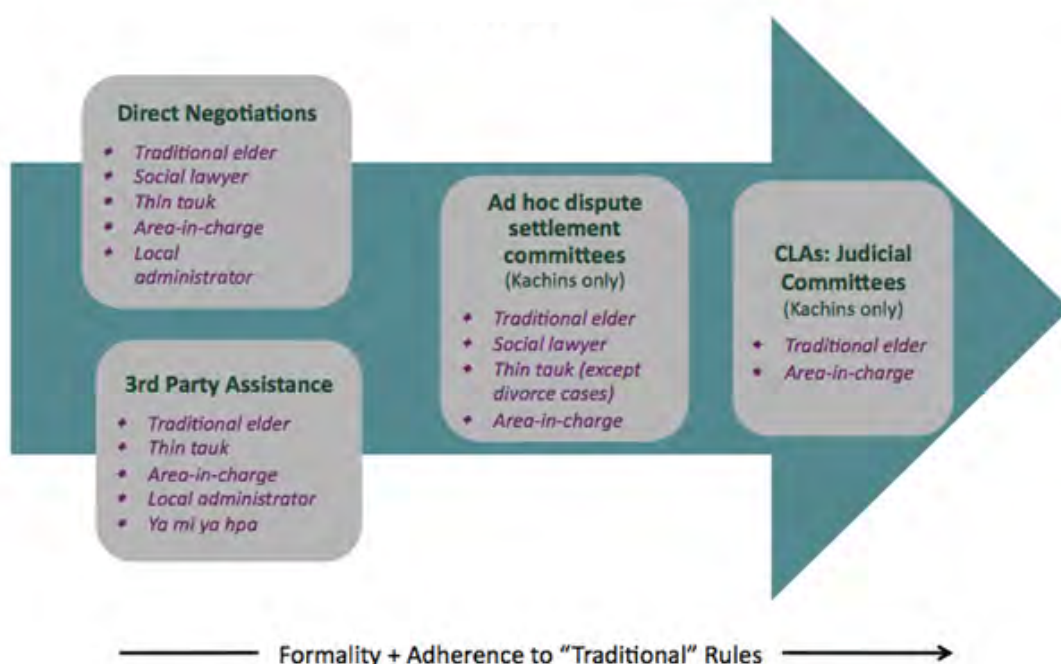 Direct Negotiations
Traditional elder
Social lawyer
Thin tauk
Area-in-charge
Local
administrator
3rd Party Assistance
Traditional elder
Thin tauk
Area-in-charge
Local administrator
Ya mi ya hpa
Ad hoc dispute
settlement
committees
(Kachins only)
Traditional elder
Social lawyer
Thin tauk (except
divorce cases)
Area-in-charge
CLAs: Judicial
Committees
(Kachins only)
Traditional elder
Area-in-charge
Formality + Adherence to “Traditional” Rules